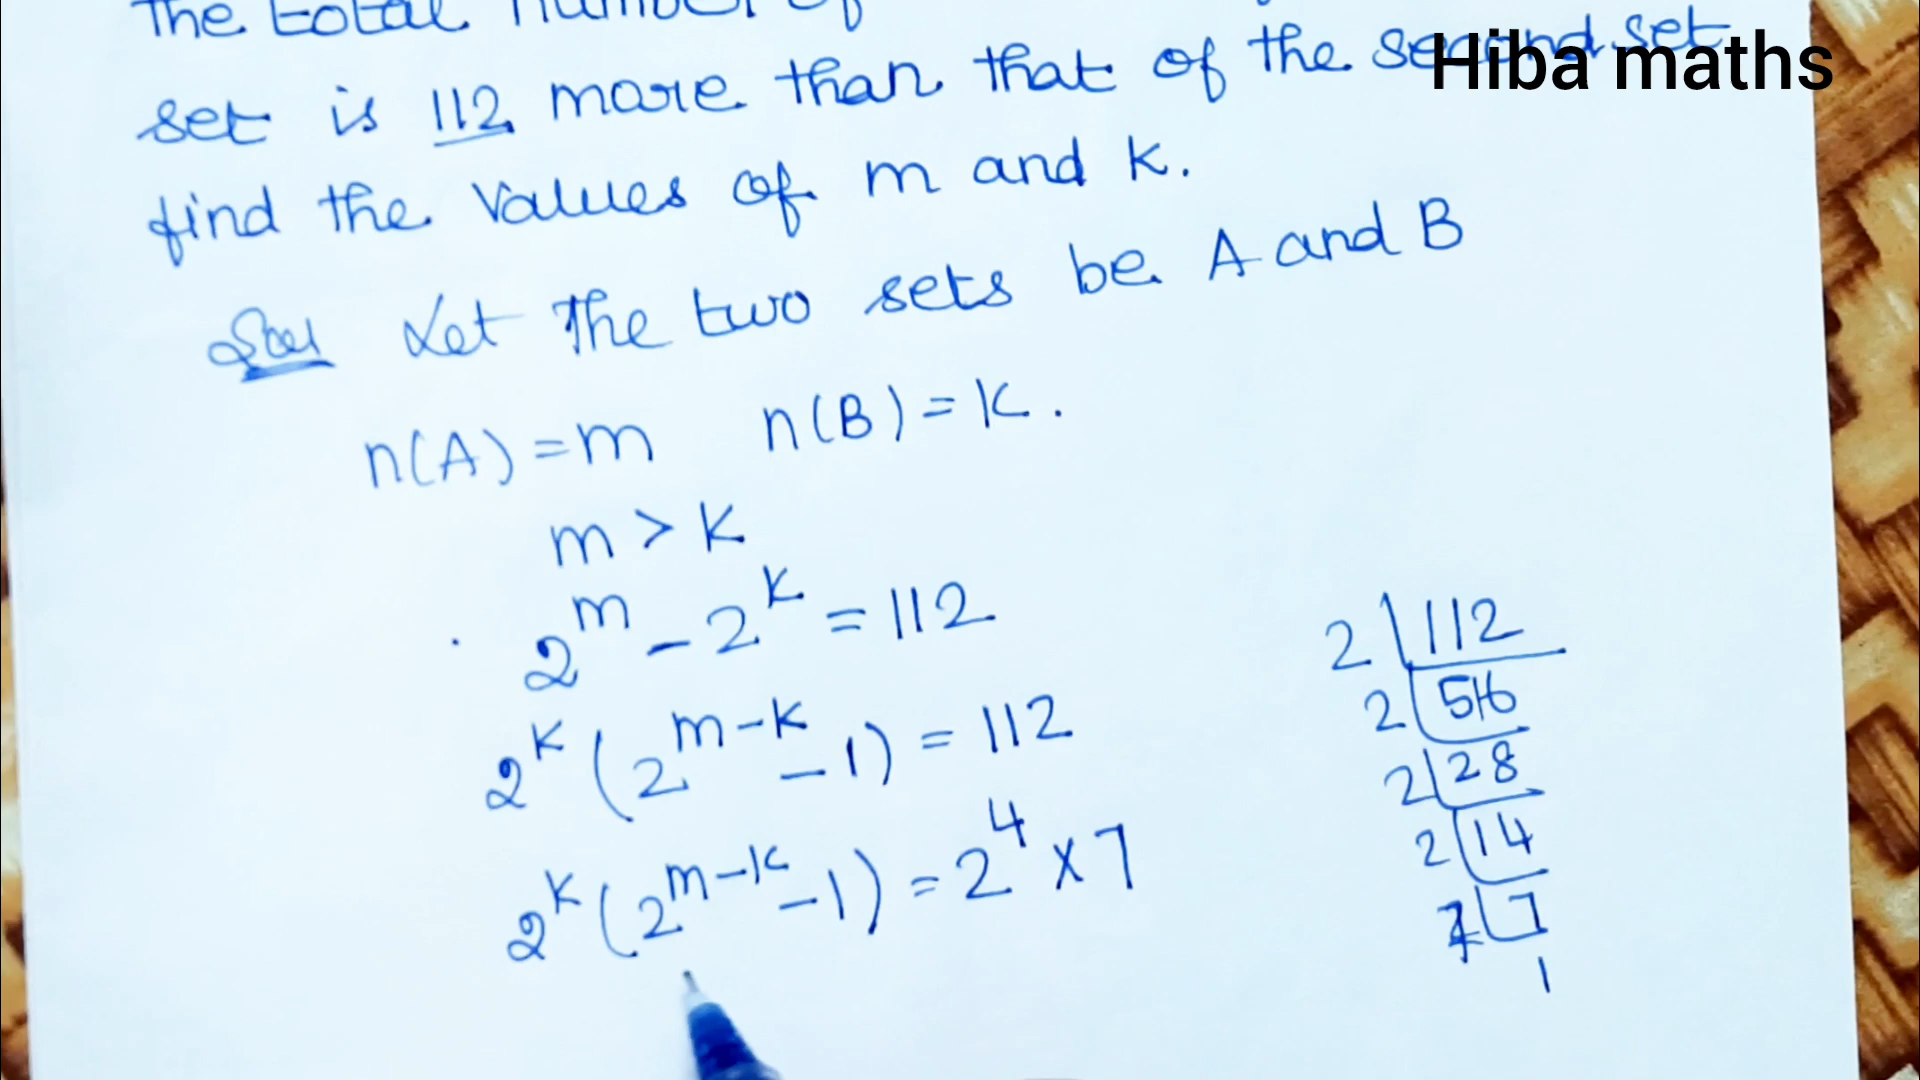 The total number of
set is 112 more than that of the second set
Hiba maths
find the values of m and k.
Sol Let the two sets be A and B
n(A) = m n(B) = k.
m > k
2^m - 2^k = 112
2^k (2^{m-k} - 1) = 112
2^k (2^{m-k} - 1) = 2^4 × 7
2 | 112
2 | 56
2 | 28
2 | 14
7 | 7
1